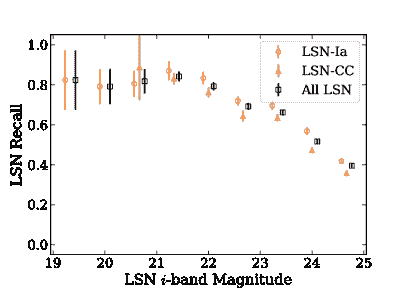 1.0
0.8
0.6
0.4
0.2
0.0
LSN Recall
LSN-Ia
LSN-CC
All LSN
19 20 21 22 23 24 25
LSN i-band Magnitude